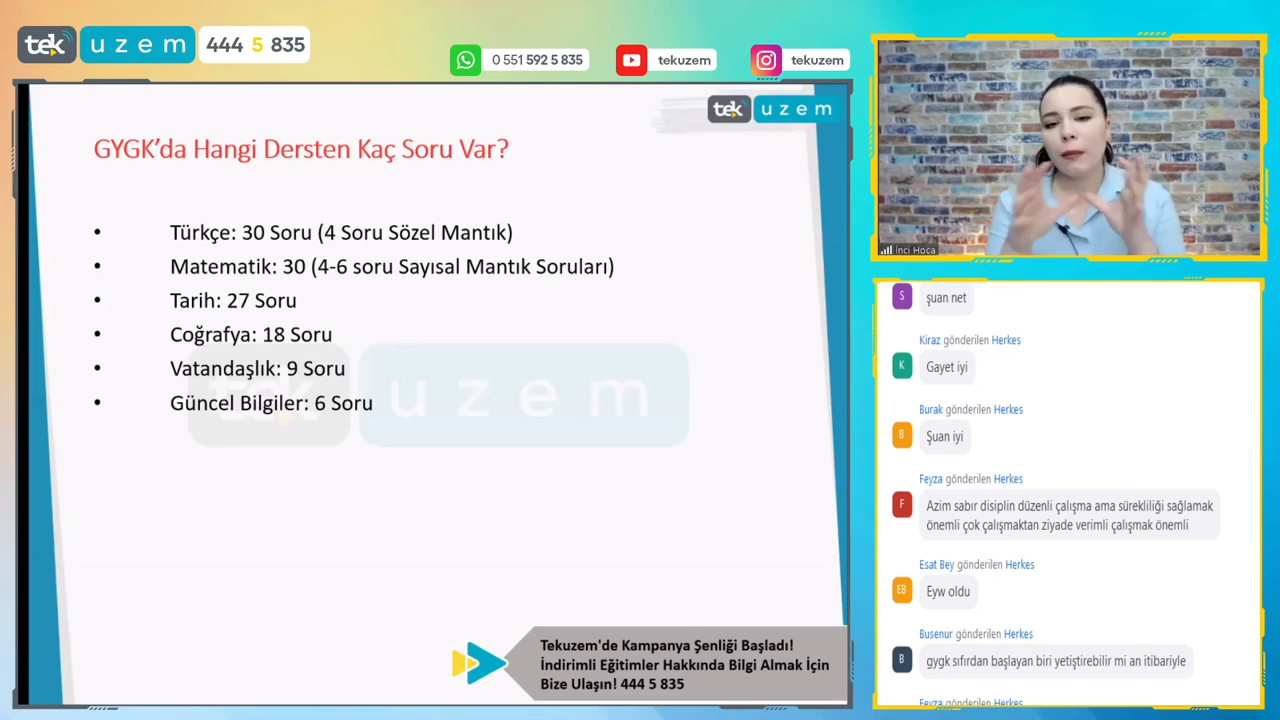 tek uzem 444 5 835
0 551 592 5 835
tekuzem
tekuzem
tek uzem
GYGK’da Hangi Dersten Kaç Soru Var?
• Türkçe: 30 Soru (4 Soru Sözel Mantık)
• Matematik: 30 (4-6 soru Sayısal Mantık Soruları)
• Tarih: 27 Soru
• Coğrafya: 18 Soru
• Vatandaşlık: 9 Soru
• Güncel Bilgiler: 6 Soru
tek uzem
Tekuzem'de Kampanya Şenliği Başladı!
İndirimli Eğitimler Hakkında Bilgi Almak İçin
Bize Ulaşın! 444 5 835
İnci Hoca
S
şuan net
Kiraz gönderilen Herkes
K
Gayet iyi
Burak gönderilen Herkes
B
Şuan iyi
Feyza gönderilen Herkes
F
Azim sabır disiplin düzenli çalışma ama sürekliliği sağlamak
önemli çok çalışmaktan ziyade verimli çalışmak önemli
Esat Bey gönderilen Herkes
EB
Eyw oldu
Busenur gönderilen Herkes
B
gygk sıfırdan başlayan biri yetiştirebilir mi an itibariyle
Feyza gönderilen Herkes